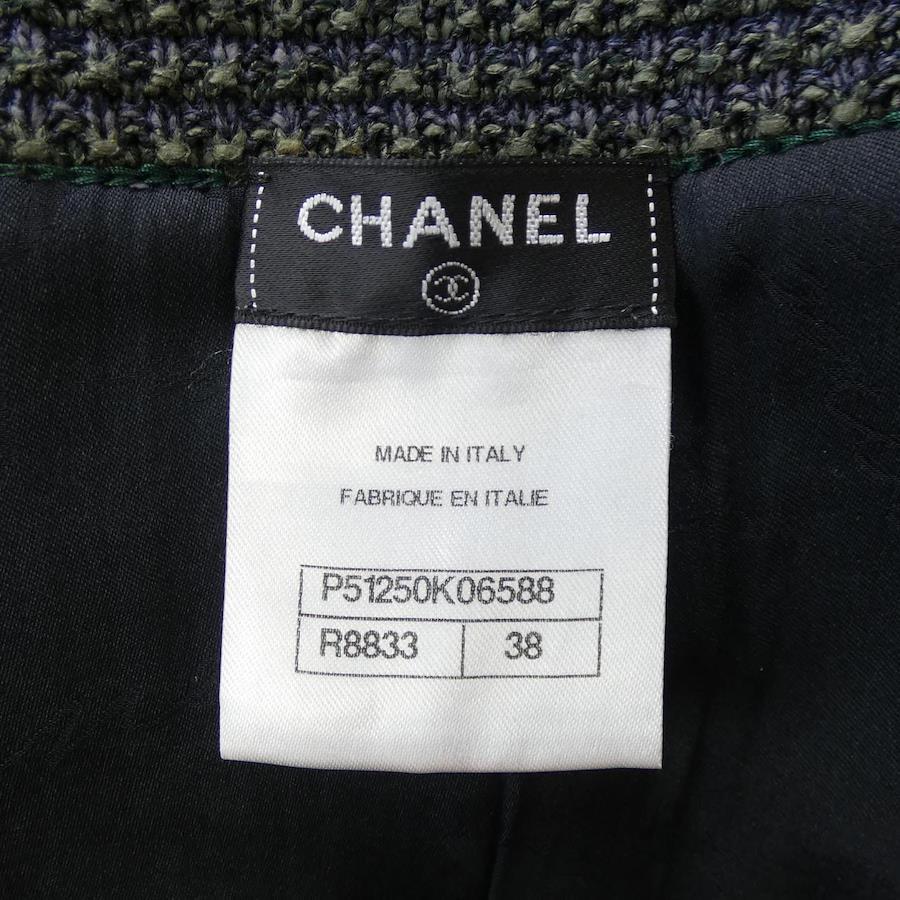 CHANEL
MADE IN ITALY
FABRIQUE EN ITALIE
P51250K06588
R8833 38